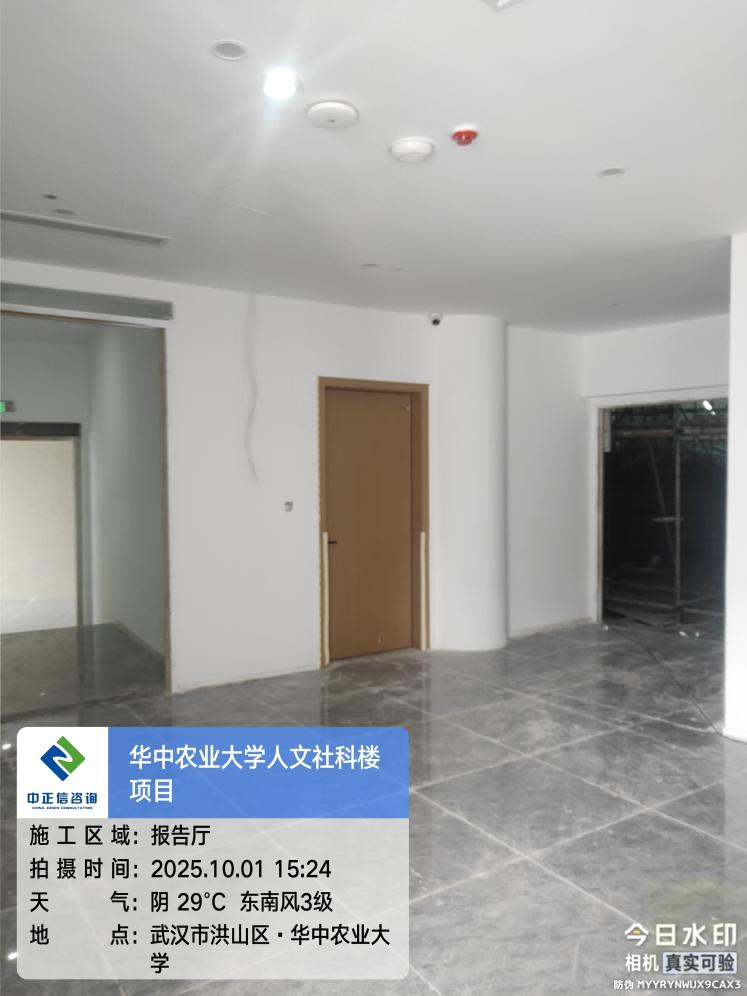 华中农业大学人文社科楼
项目
中正信咨询
施工区域：报告厅
拍摄时间：2025.10.01 15:24
天气：阴 29℃ 东南风3级
地点：武汉市洪山区·华中农业大
学
今日水印
相机 真实可验
防伪 MYYRYNWUX9CAX3